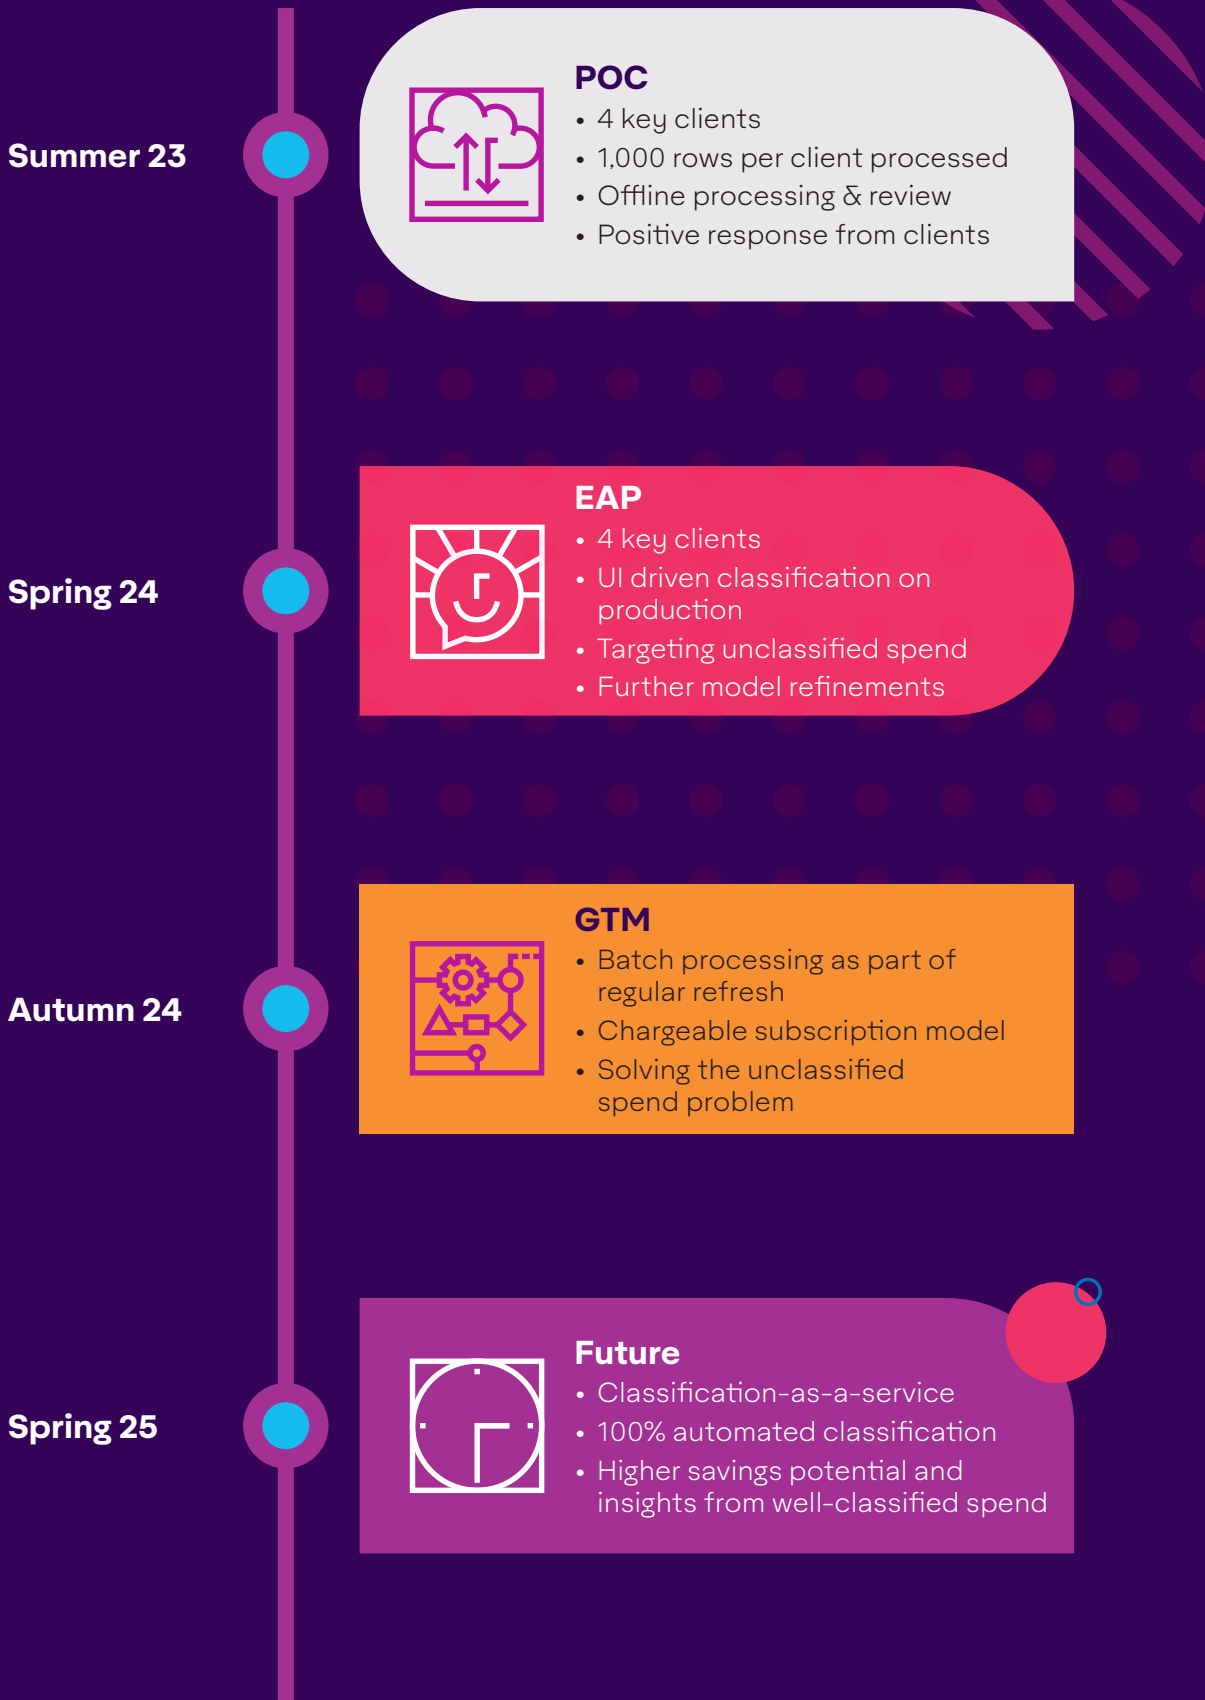 Summer 23
POC
• 4 key clients
• 1,000 rows per client processed
• Offline processing & review
• Positive response from clients
Spring 24
EAP
• 4 key clients
• UI driven classification on
production
• Targeting unclassified spend
• Further model refinements
Autumn 24
GTM
• Batch processing as part of
regular refresh
• Chargeable subscription model
• Solving the unclassified
spend problem
Spring 25
Future
• Classification-as-a-service
• 100% automated classification
• Higher savings potential and
insights from well-classified spend